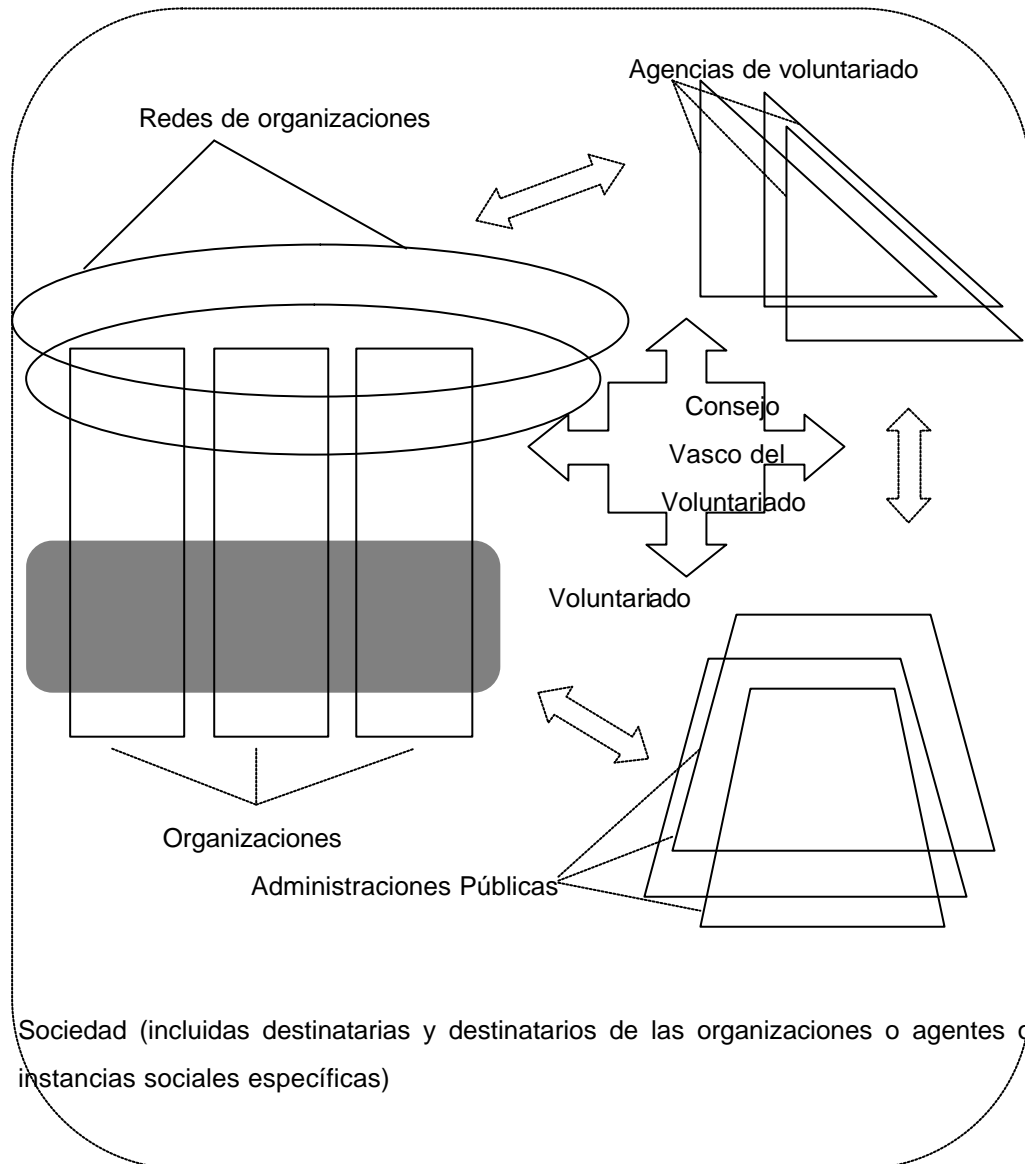 Agencias de voluntariado
Redes de organizaciones
Consejo
Vasco del
Voluntariado
Voluntariado
Organizaciones
Administraciones Públicas
Sociedad (incluidas destinatarias y destinatarios de las organizaciones o agentes o
instancias sociales específicas)